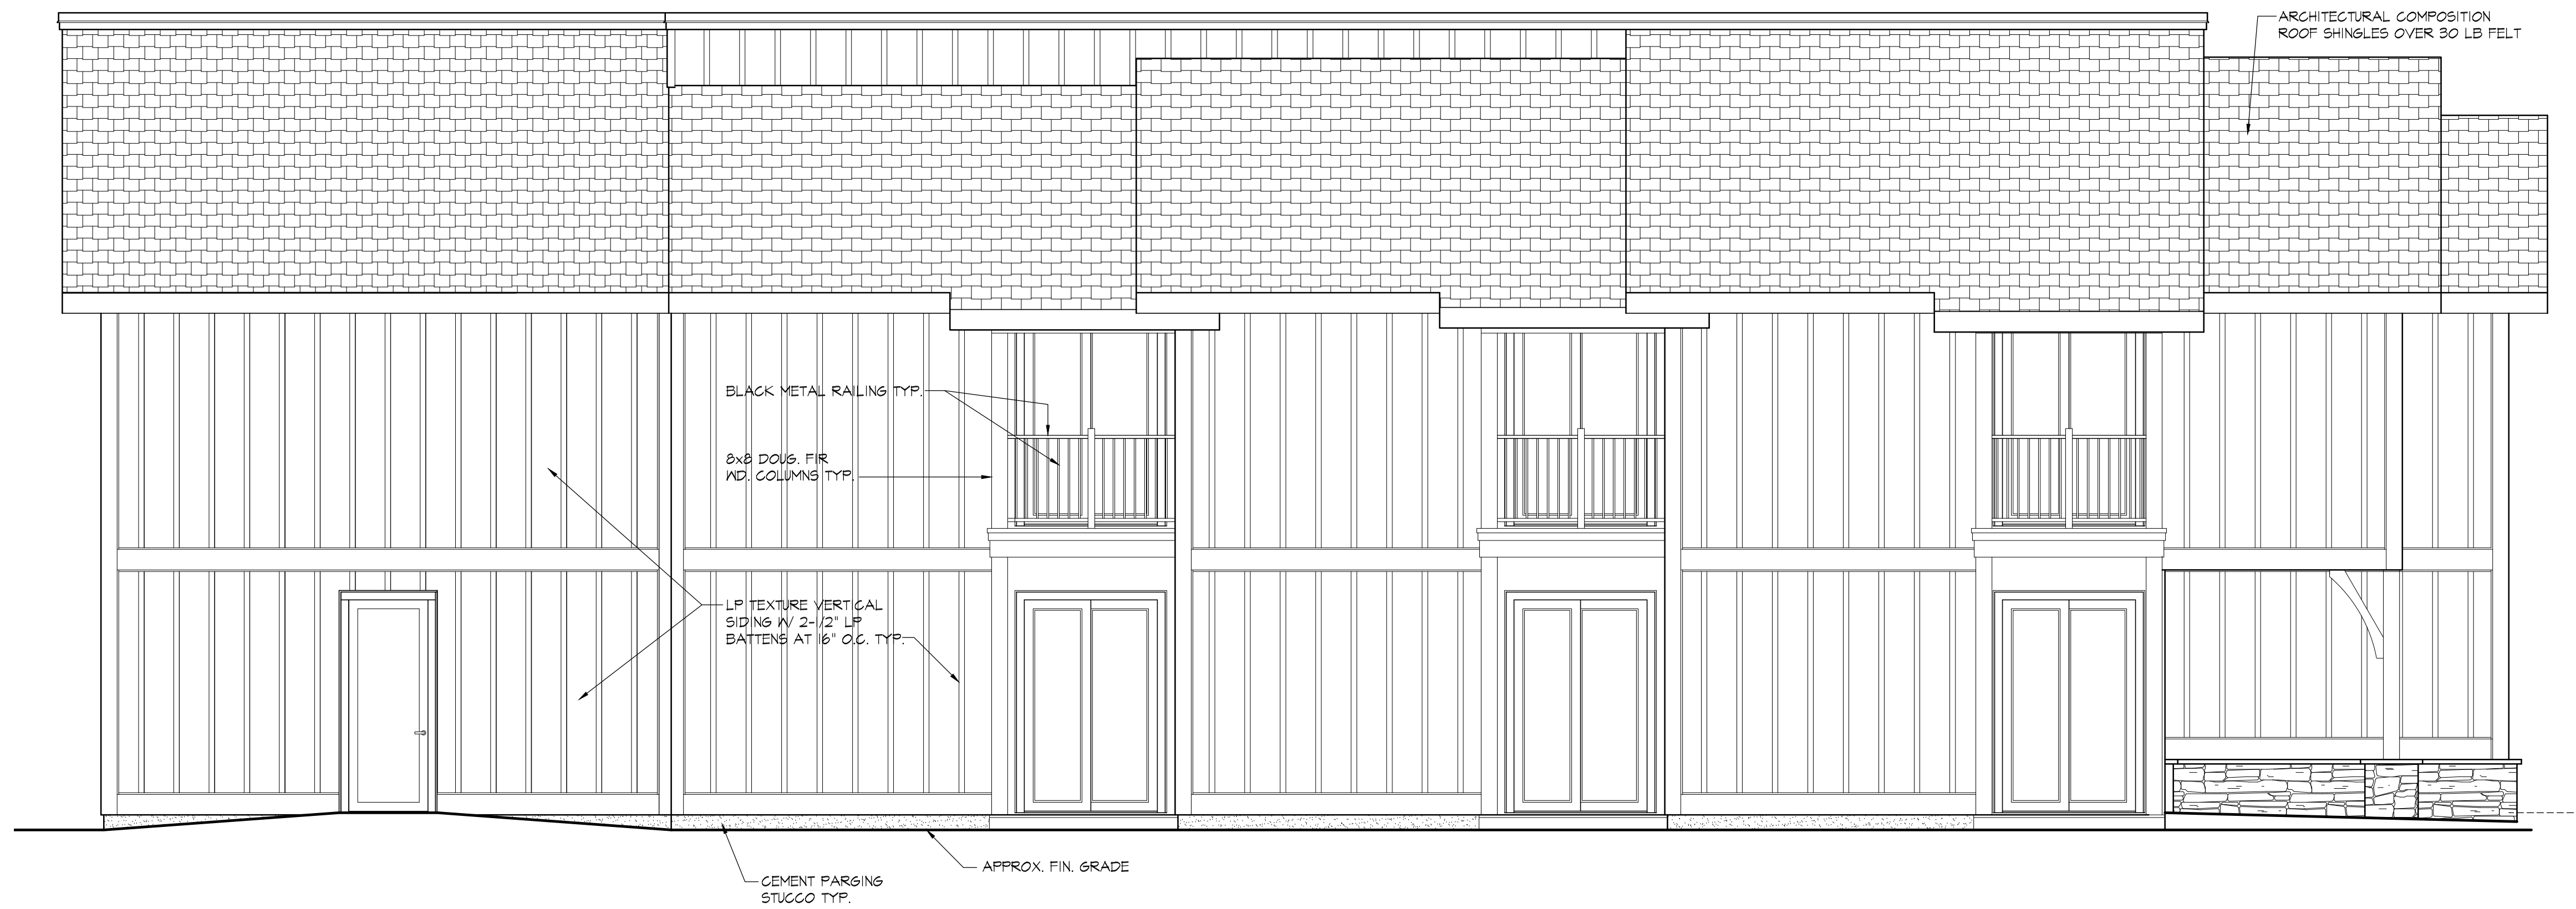 ARCHITECTURAL COMPOSITION
ROOF SHINGLES OVER 30 LB FELT
BLACK METAL RAILING TYP.
8x8 DOUG. FIR
WD. COLUMNS TYP.
LP TEXTURE VERTICAL
SIDING W/ 2-1/2" LP
BATTENS AT 16" O.C. TYP.
APPROX. FIN. GRADE
CEMENT PARGING
STUCCO TYP.